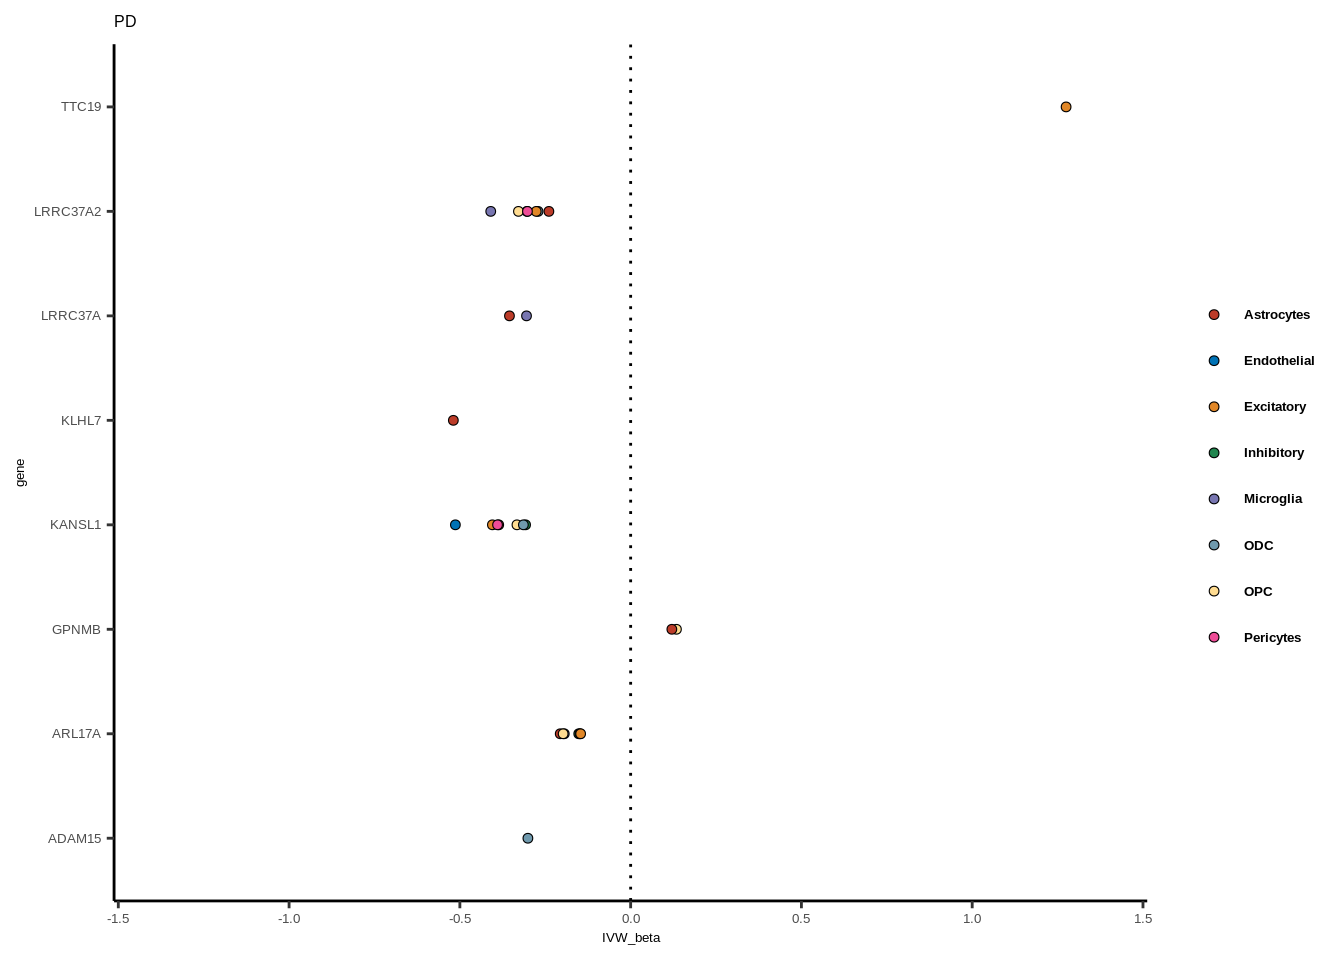 PD
TTC19
LRRC37A2
LRRC37A
KLHL7
KANSL1
GPNMB
ARL17A
ADAM15
gene
-1.5
-1.0
-0.5
0.0
0.5
1.0
1.5
IVW_beta
Astrocytes
Endothelial
Excitatory
Inhibitory
Microglia
ODC
OPC
Pericytes